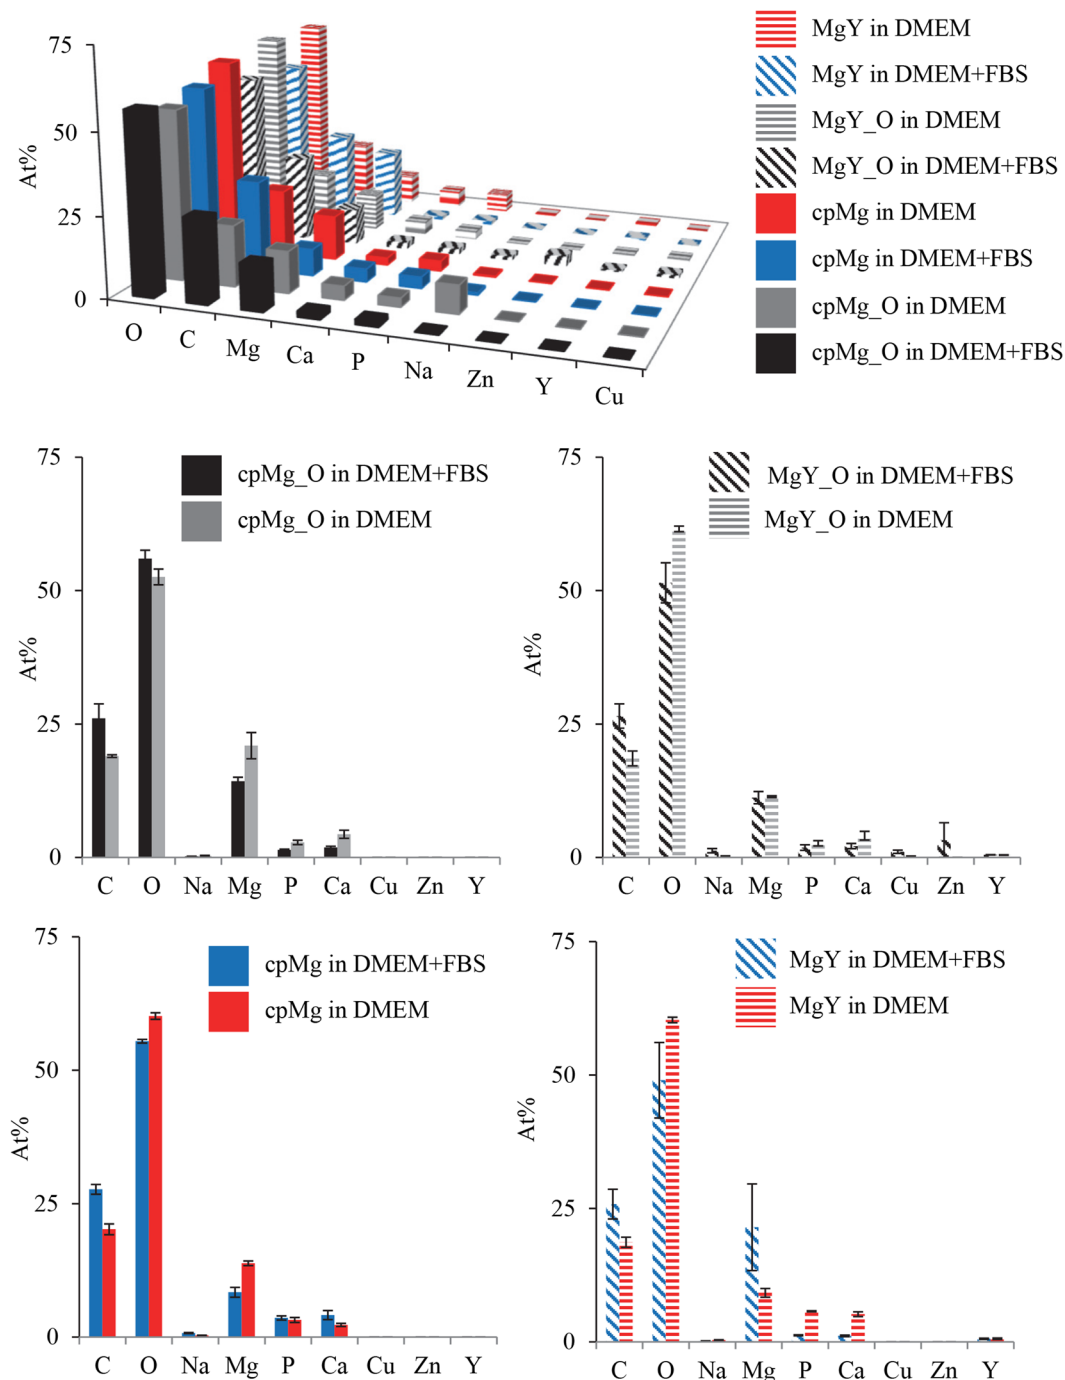 75
50
25
0
At%
O C Mg Ca P Na Zn Y Cu
MgY in DMEM
MgY in DMEM+FBS
MgY_O in DMEM
MgY_O in DMEM+FBS
cpMg in DMEM
cpMg in DMEM+FBS
cpMg_O in DMEM
cpMg_O in DMEM+FBS
75
50
25
0
At%
cpMg_O in DMEM+FBS
cpMg_O in DMEM
C O Na Mg P Ca Cu Zn Y
75
50
25
0
At%
MgY_O in DMEM+FBS
MgY_O in DMEM
C O Na Mg P Ca Cu Zn Y
75
50
25
0
At%
cpMg in DMEM+FBS
cpMg in DMEM
C O Na Mg P Ca Cu Zn Y
75
50
25
0
At%
MgY in DMEM+FBS
MgY in DMEM
C O Na Mg P Ca Cu Zn Y